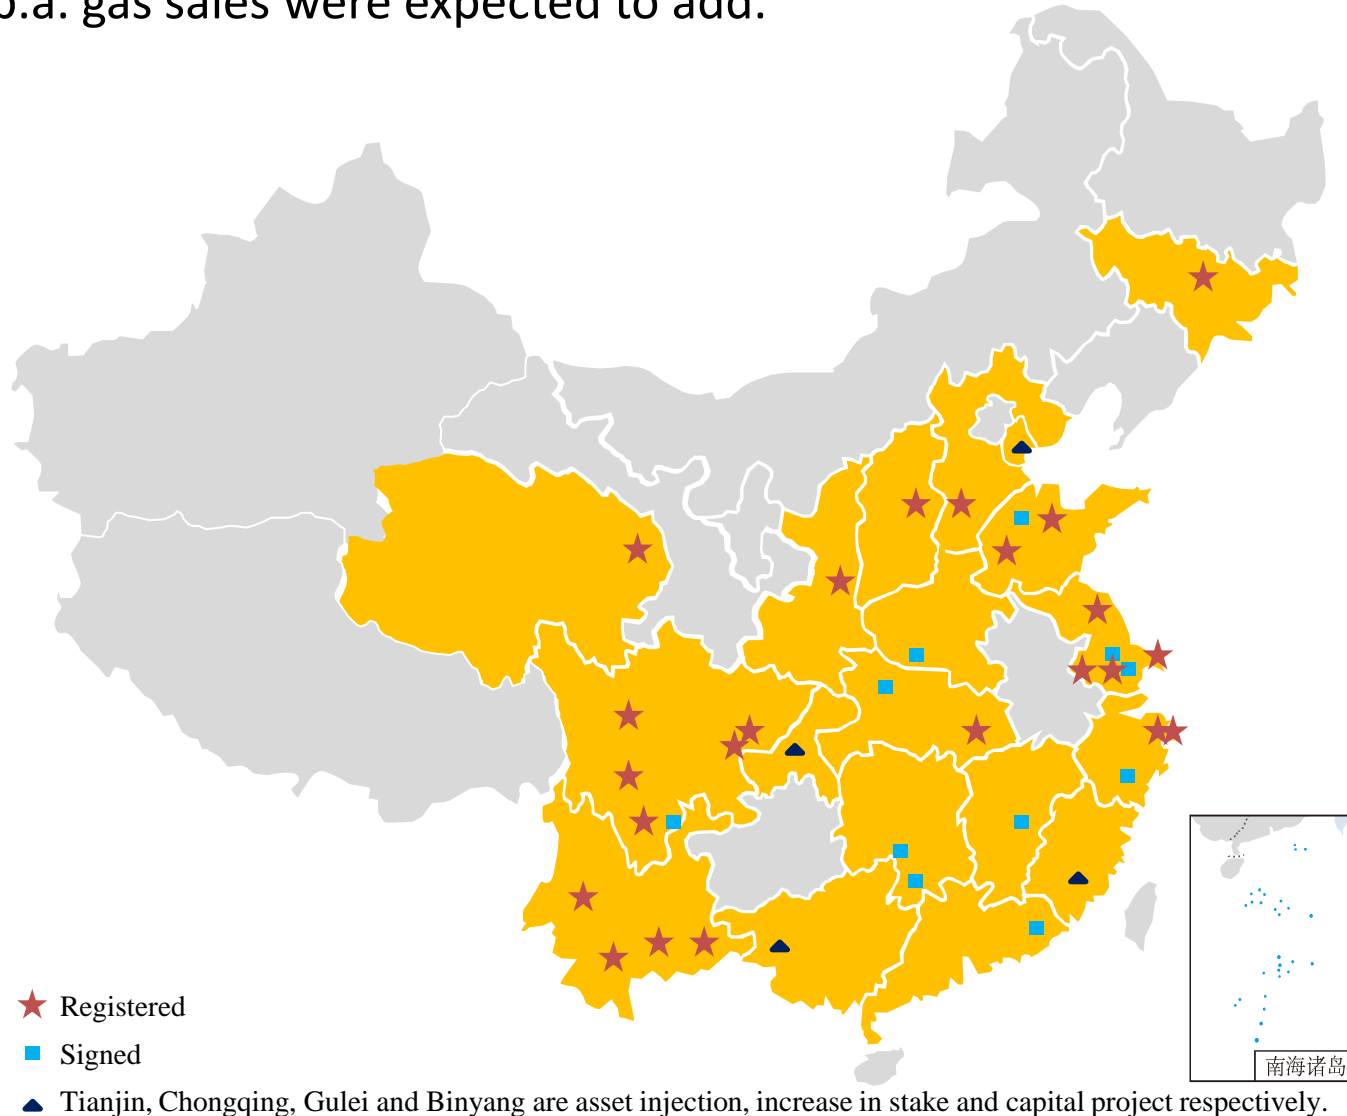 p.a. gas sales were expected to add.
Registered
Signed
Tianjin, Chongqing, Gulei and Binyang are asset injection, increase in stake and capital project respectively.
南海诸岛